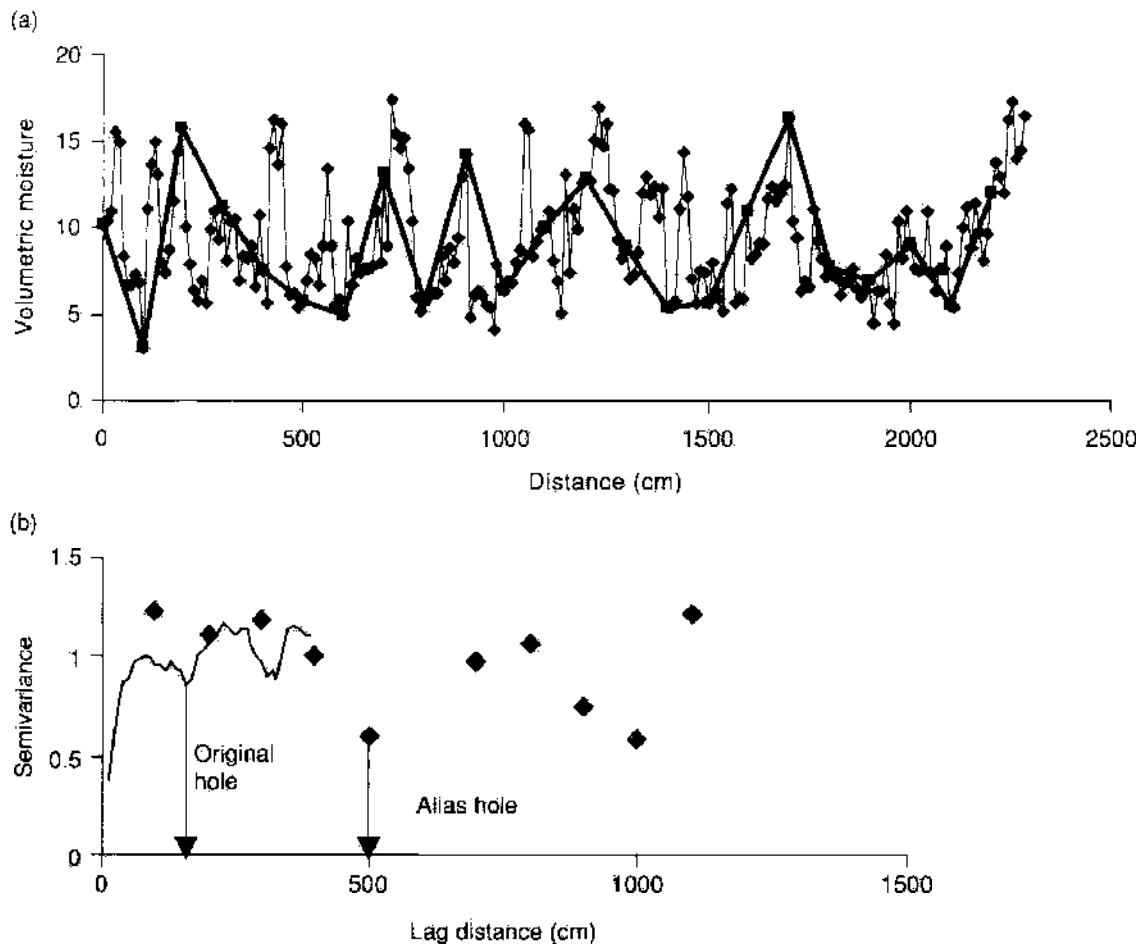 (a)
20
15
10
5
0
Volumetric moisture
0
500
1000
1500
2000
2500
Distance (cm)
(b)
1.5
1
0.5
0
Semivariance
Original
hole
Alias hole
0
500
1000
1500
Lag distance (cm)